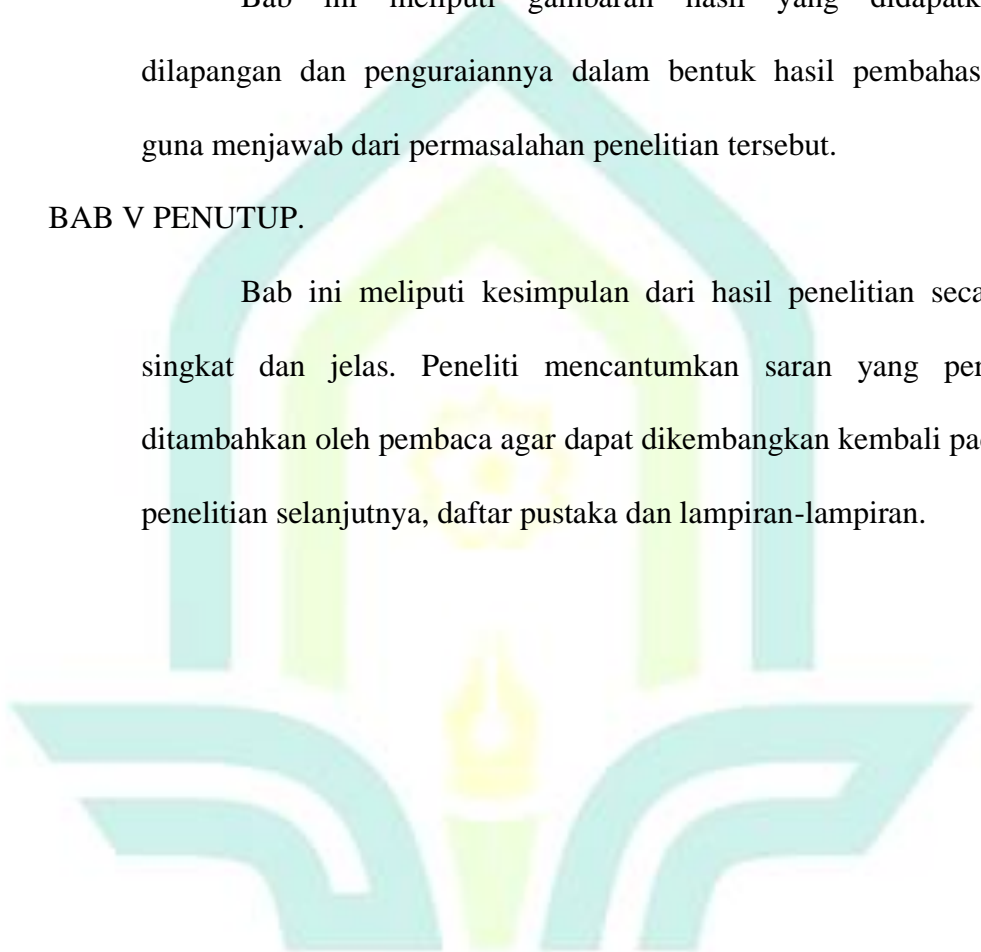 Bab ini meliputi gambaran hasil yang didapatk
dilapangan dan penguraiannya dalam bentuk hasil pembahas
guna menjawab dari permasalahan penelitian tersebut.
BAB V PENUTUP.
Bab ini meliputi kesimpulan dari hasil penelitian seca
singkat dan jelas. Peneliti mencantumkan saran yang per
ditambahkan oleh pembaca agar dapat dikembangkan kembali pa
penelitian selanjutnya, daftar pustaka dan lampiran-lampiran.